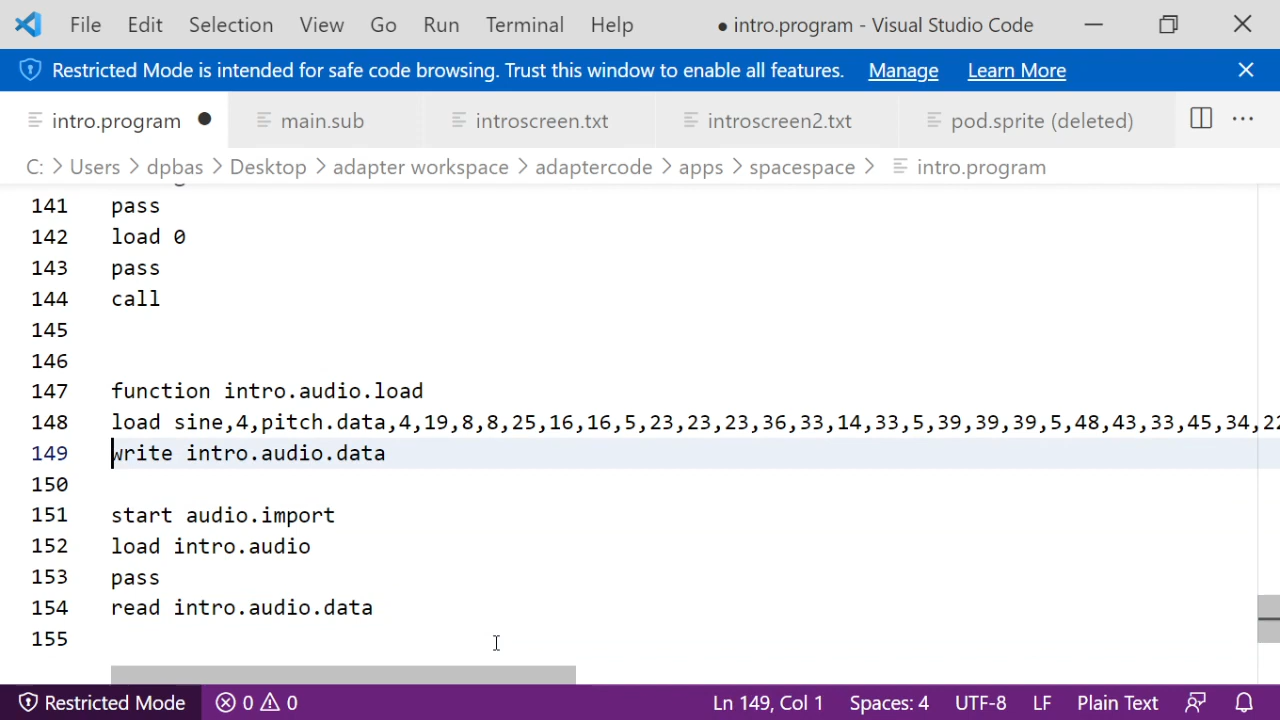 File Edit Selection View Go Run Terminal Help ● intro.program - Visual Studio Code
Restricted Mode is intended for safe code browsing. Trust this window to enable all features. Manage Learn More
intro.program ● main.sub introscreen.txt introscreen2.txt pod.sprite (deleted) ...
C: > Users > dpbas > Desktop > adapter workspace > adaptercode > apps > spacespace > intro.program
141 pass
142 load 0
143 pass
144 call
145
146
147 function intro.audio.load
148 load sine,4,pitch.data,4,19,8,8,25,16,16,5,23,23,23,36,33,14,33,5,39,39,39,5,48,43,33,45,34,22
149 write intro.audio.data
150
151 start audio.import
152 load intro.audio
153 pass
154 read intro.audio.data
155
Restricted Mode 0 0 Ln 149, Col 1 Spaces: 4 UTF-8 LF Plain Text